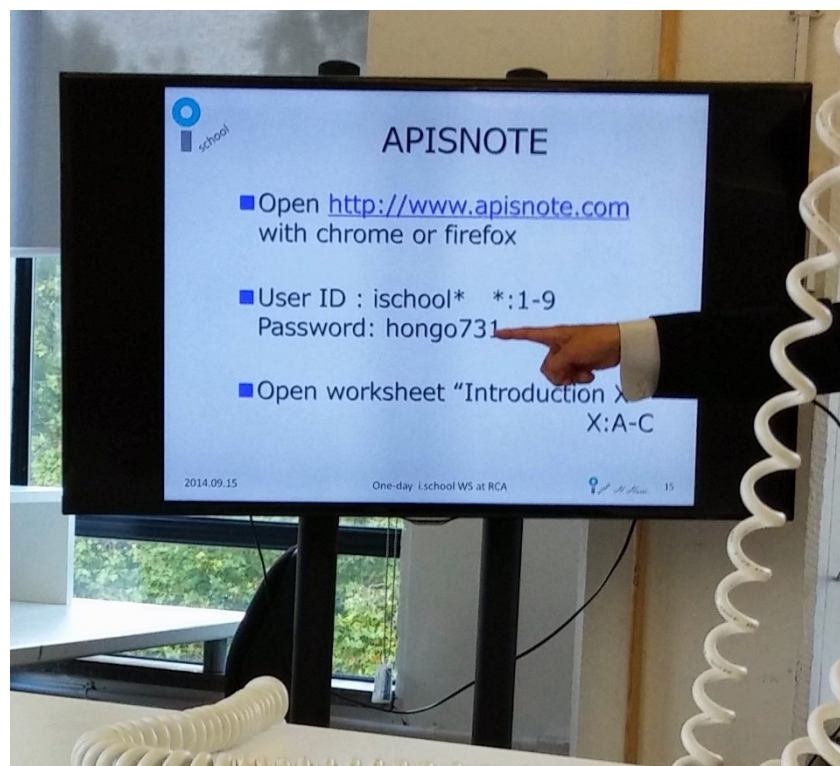 i school
APISNOTE
Open http://www.apisnote.com
with chrome or firefox
User ID : ischool* *:1-9
Password: hongo731
Open worksheet “Introduction X
X:A-C
2014.09.15 One-day i.school WS at RCA 15